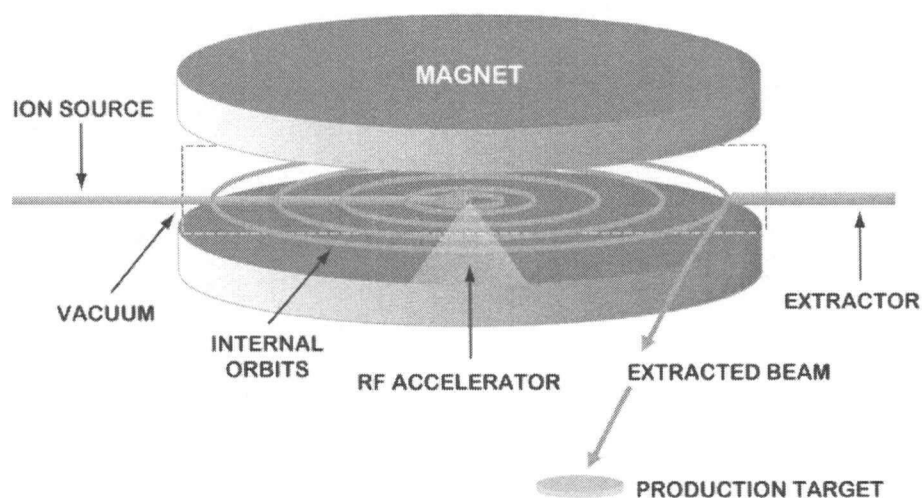 MAGNET
ION SOURCE
VACUUM
EXTRACTOR
INTERNAL
ORBITS
RF ACCELERATOR
EXTRACTED BEAM
PRODUCTION TARGET